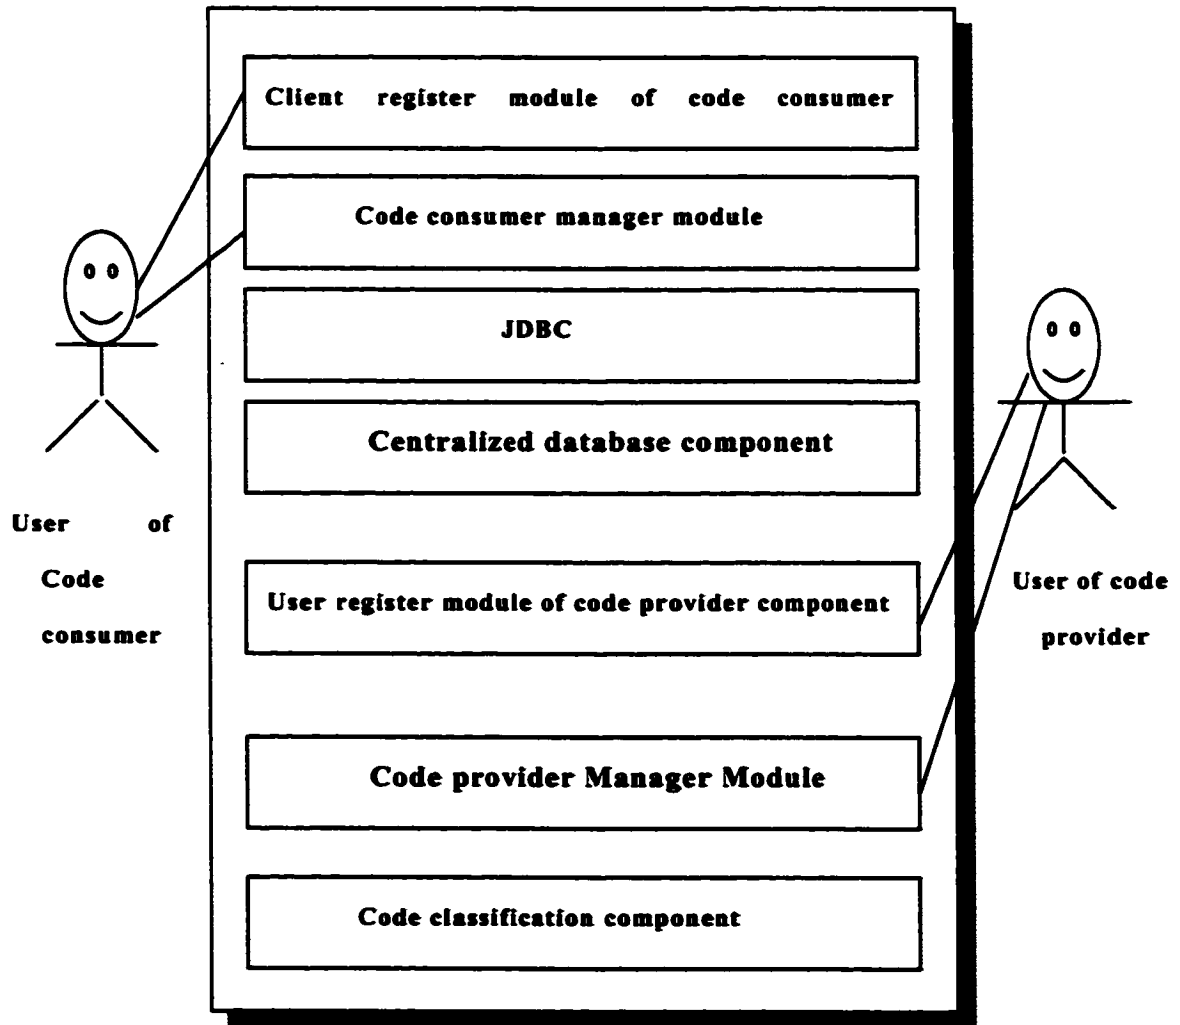 Client register module of code consumer
Code consumer manager module
JDBC
Centralized database component
User of
Code
consumer
User register module of code provider component
User of code
provider
Code provider Manager Module
Code classification component